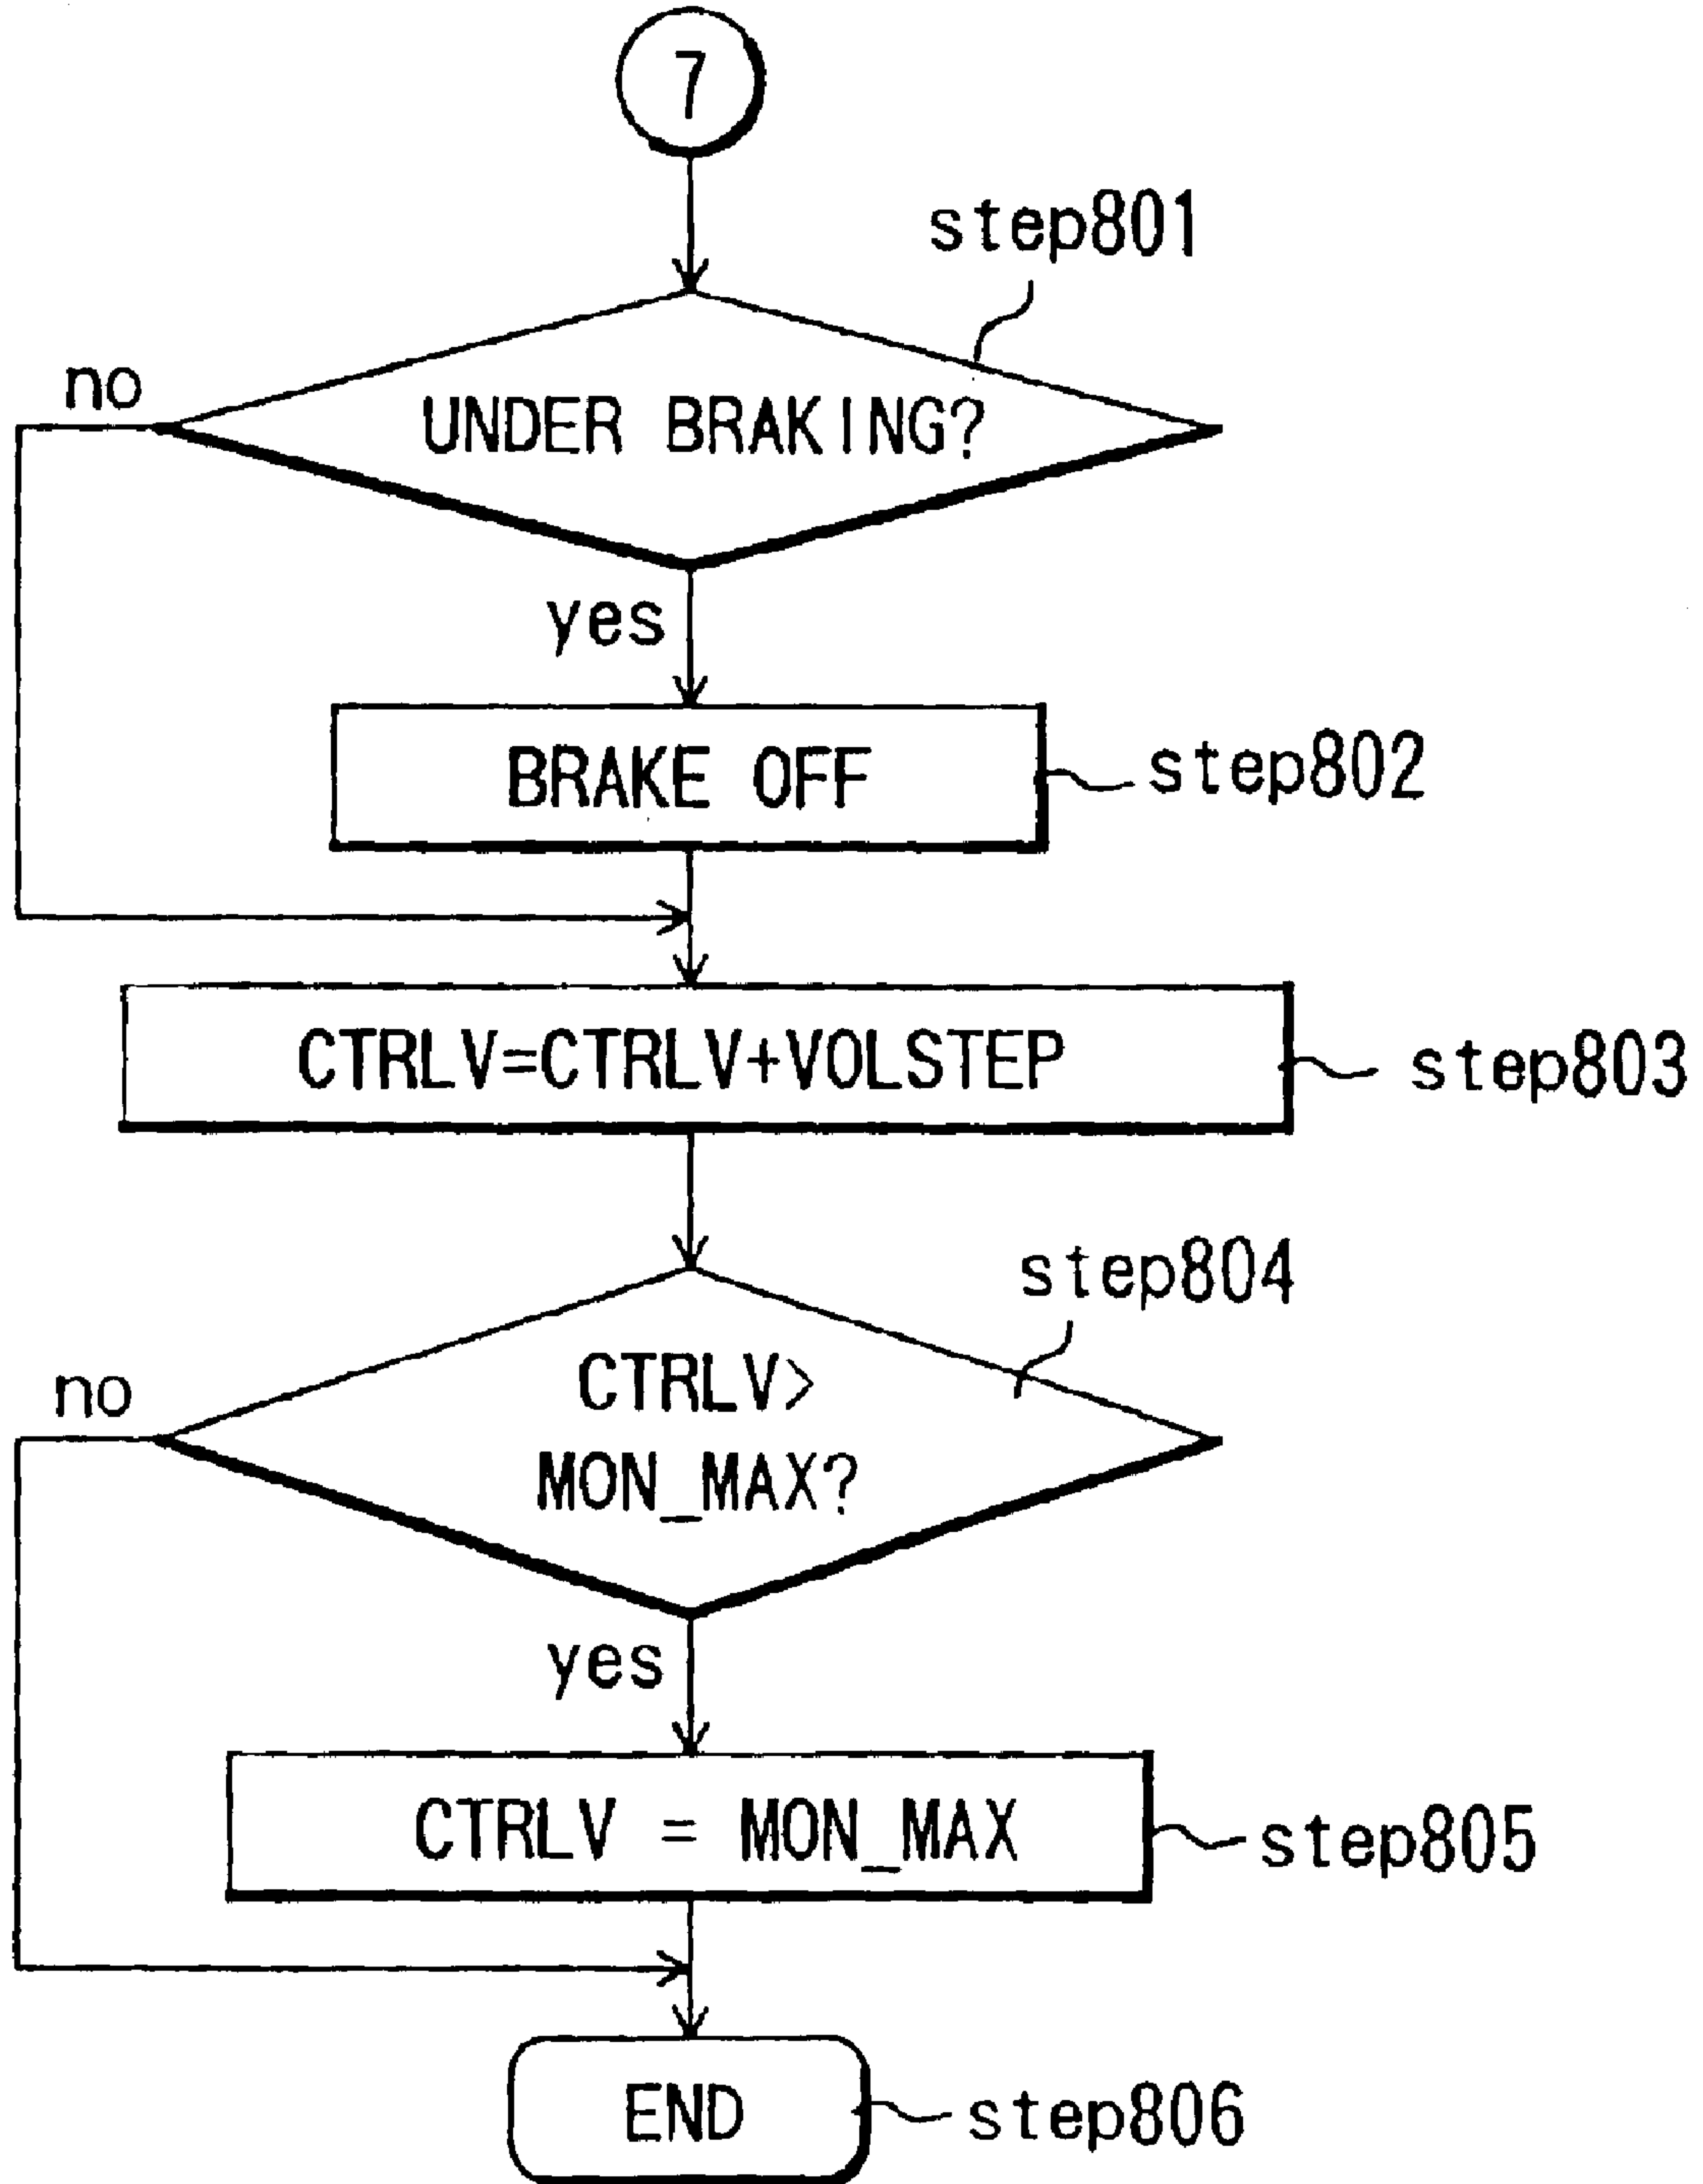 7
step801
no
UNDER BRAKING?
yes
BRAKE OFF
step802
CTRLV=CTRLV+VOLSTEP
step803
step804
no
CTRLV>
MON_MAX?
yes
CTRLV = MON_MAX
step805
END
step806